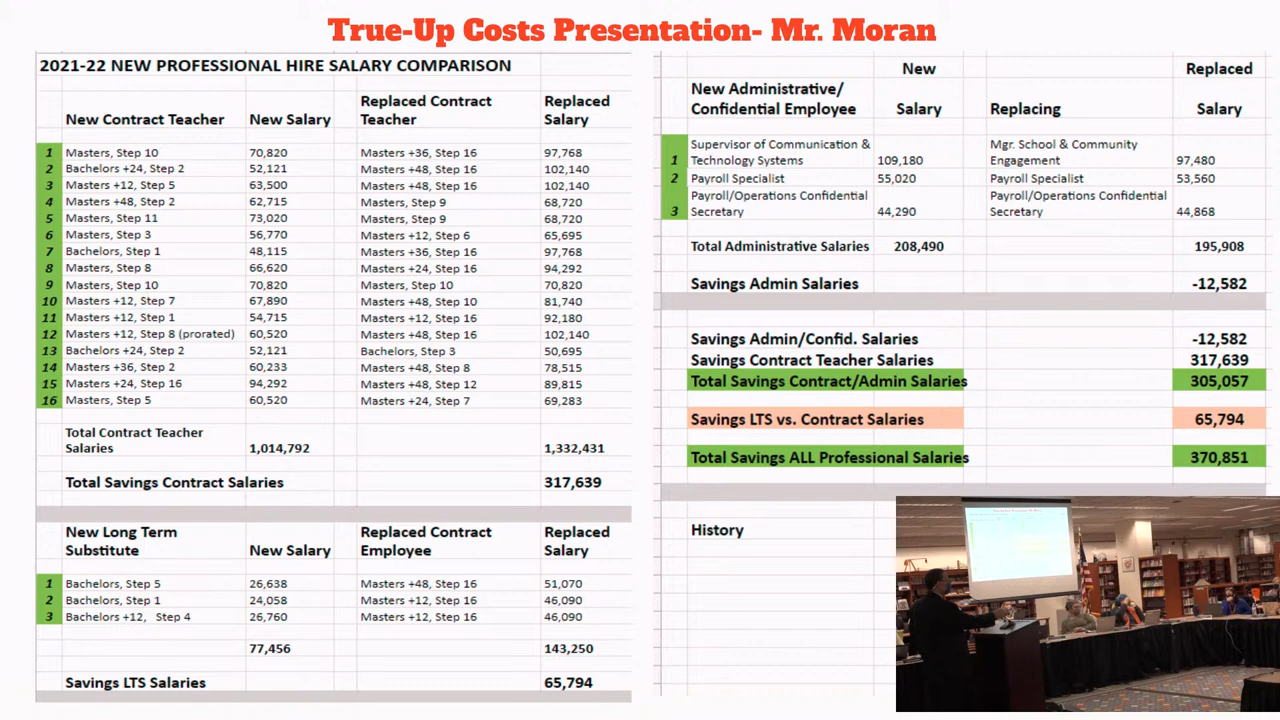 True-Up Costs Presentation- Mr. Moran
2021-22 NEW PROFESSIONAL HIRE SALARY COMPARISON
New Contract Teacher New Salary Replaced Contract Teacher Replaced Salary
1 Masters, Step 10 70,820 Masters +36, Step 16 97,768
2 Bachelors +24, Step 2 52,121 Masters +48, Step 16 102,140
3 Masters +12, Step 5 63,500 Masters +48, Step 16 102,140
4 Masters +48, Step 2 62,715 Masters, Step 9 68,720
5 Masters, Step 11 73,020 Masters, Step 9 68,720
6 Masters, Step 3 56,770 Masters +12, Step 6 65,695
7 Bachelors, Step 1 48,115 Masters +36, Step 16 97,768
8 Masters, Step 8 66,620 Masters +24, Step 16 94,292
9 Masters, Step 10 70,820 Masters, Step 10 70,820
10 Masters +12, Step 7 67,890 Masters +48, Step 10 81,740
11 Masters +12, Step 1 54,715 Masters +12, Step 16 92,180
12 Masters +12, Step 8 (prorated) 60,520 Masters +48, Step 16 102,140
13 Bachelors +24, Step 2 52,121 Bachelors, Step 3 50,695
14 Masters +36, Step 2 60,233 Masters +48, Step 8 78,515
15 Masters +24, Step 16 94,292 Masters +48, Step 12 89,815
16 Masters, Step 5 60,520 Masters +24, Step 7 69,283
Total Contract Teacher
Salaries 1,014,792 1,332,431
Total Savings Contract Salaries 317,639
New Long Term Substitute New Salary Replaced Contract Employee Replaced Salary
1 Bachelors, Step 5 26,638 Masters +48, Step 16 51,070
2 Bachelors, Step 1 24,058 Masters +12, Step 16 46,090
3 Bachelors +12, Step 4 26,760 Masters +12, Step 16 46,090
77,456 143,250
Savings LTS Salaries 65,794
New Replaced
New Administrative/
Confidential Employee Salary Replacing Salary
Supervisor of Communication & Mgr. School & Community
1 Technology Systems 109,180 Engagement 97,480
2 Payroll Specialist 55,020 Payroll Specialist 53,560
Payroll/Operations Confidential Payroll/Operations Confidential
3 Secretary 44,290 Secretary 44,868
Total Administrative Salaries 208,490 195,908
Savings Admin Salaries -12,582
Savings Admin/Confid. Salaries -12,582
Savings Contract Teacher Salaries 317,639
Total Savings Contract/Admin Salaries 305,057
Savings LTS vs. Contract Salaries 65,794
Total Savings ALL Professional Salaries 370,851
History